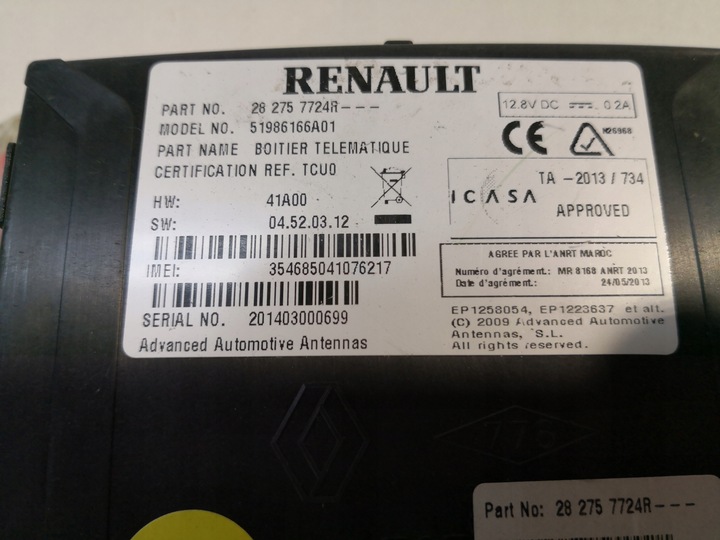 RENAULT
PART NO. 28 275 7724R---
MODEL NO. 51986166A01
PART NAME BOITIER TELEMATIQUE
CERTIFICATION REF. TCU0
HW: 41A00
SW: 04.52.03.12
IMEI: 354685041076217
SERIAL NO. 201403000699
Advanced Automotive Antennas
12.8V DC 0.2A
CE N26968
ICASA TA -2013 / 734
APPROVED
AGREE PAR L'ANRT MAROC
Numéro d'agrément.: MR 8168 ANRT 2013
Date d'agrément.: 24/05/2013
EP1258054, EP1223637 et alt.
(C) 2009 Advanced Automotive
Antennas, S.L.
All rights reserved.
776
Part No: 28 275 7724R---